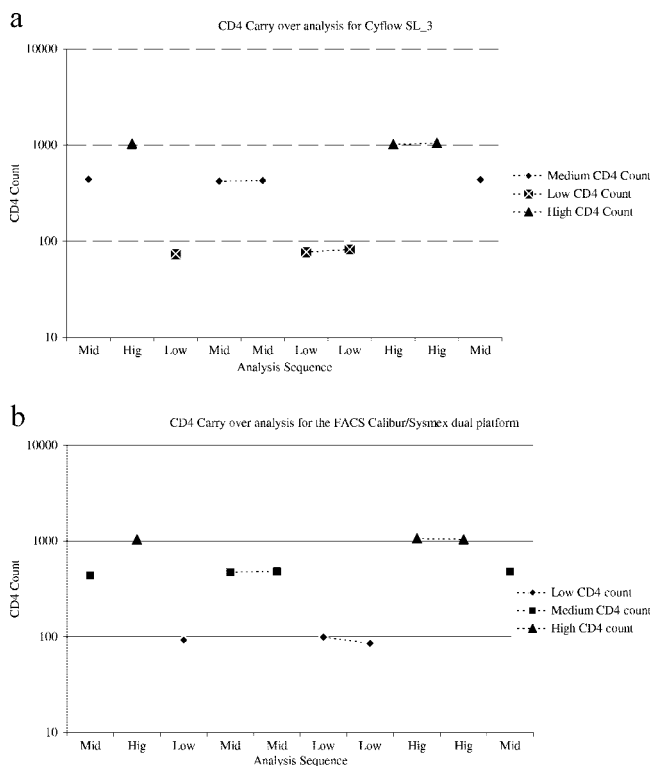 a
CD4 Carry over analysis for Cyflow SL_3
10000
1000
100
10
CD4 Count
Mid Hig Low Mid Mid Low Low Hig Hig Mid
Analysis Sequence
Medium CD4 Count
Low CD4 Count
High CD4 Count
b
CD4 Carry over analysis for the FACS Calibur/Sysmex dual platform
10000
1000
100
10
CD4 Count
Mid Hig Low Mid Mid Low Low Hig Hig Mid
Analysis Sequence
Low CD4 count
Medium CD4 count
High CD4 count